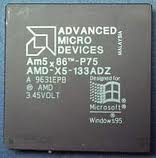 ADVANCED
MICRO
DEVICES
MALAYSIA
Am5x86™-P75
AMD-X5-133ADZ
A 9631EPB
© AMD
3.45VOLT
Designed for
Microsoft
Windows95